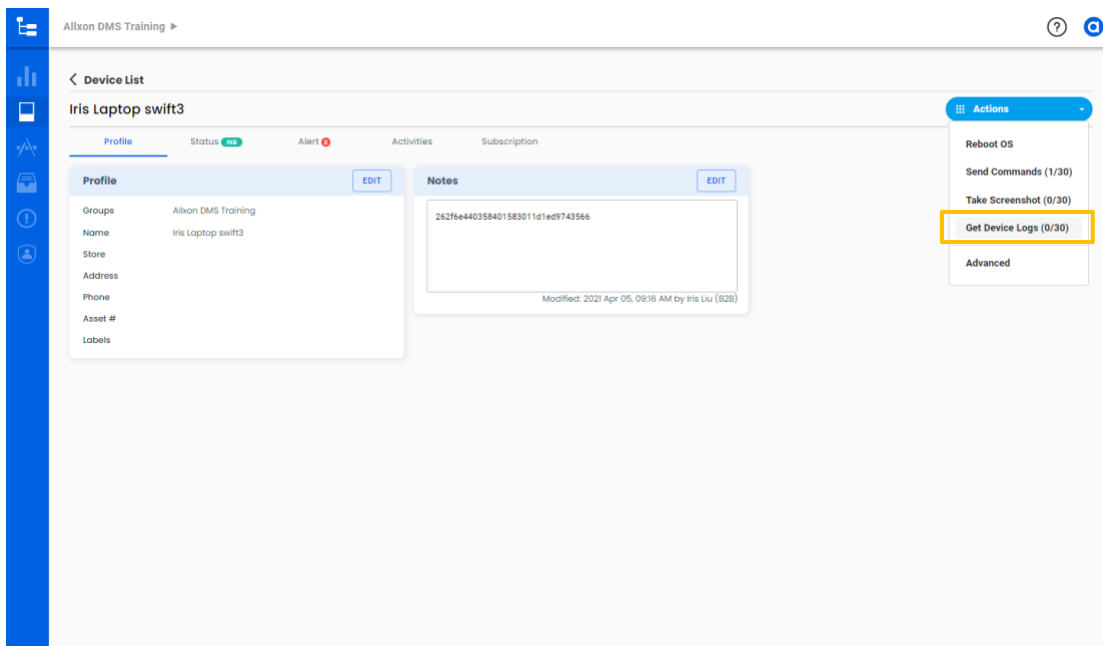 Allxon DMS Training ▶
Device List
Iris Laptop swift3
Actions
Profile Status INB Alert 3 Activities Subscription
Reboot OS
Send Commands (1/30)
Take Screenshot (0/30)
Get Device Logs (0/30)
Advanced
Profile EDIT
Groups Allxon DMS Training
Name Iris Laptop swift3
Store
Address
Phone
Asset #
Labels
Notes EDIT
262f6e440358401583011d1ed9743566
Modified: 2021 Apr 05, 09:16 AM by Iris Liu (B2B)